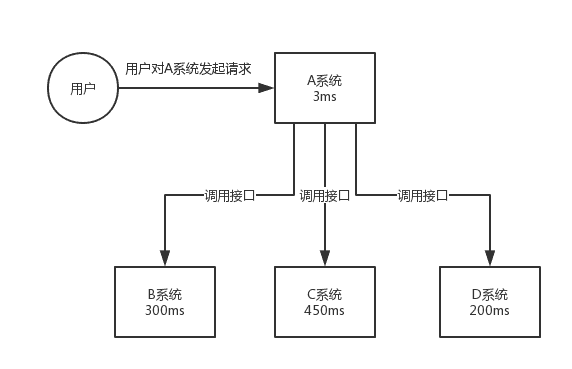 用户
用户对A系统发起请求
A系统
3ms
调用接口
调用接口
调用接口
B系统
300ms
C系统
450ms
D系统
200ms